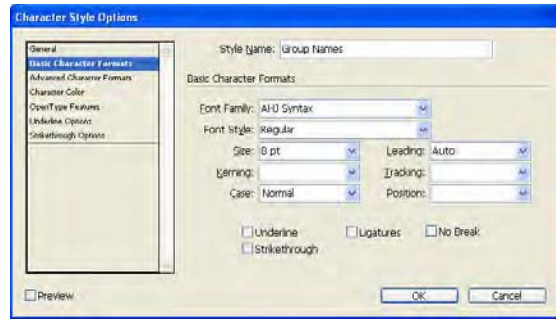 Character Style Options
General
Basic Character Formats
Advanced Character Formats
Character Color
OpenType Features
Underline Options
Strikethrough Options
Style Name: Group Names
Basic Character Formats
Font Family: AHJ Syntax
Font Style: Regular
Size: 8 pt Leading: Auto
Kerning: Tracking:
Case: Normal Position:
Underline Ligatures No Break
Strikethrough
Preview OK Cancel